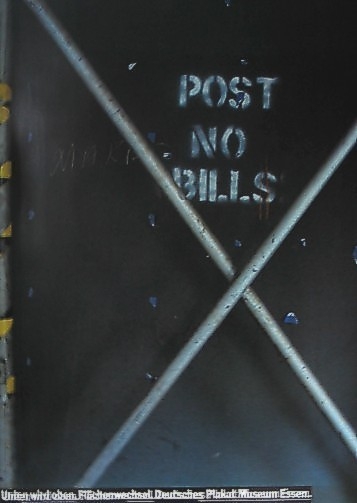 POST
NO
BILLS
Unten wird oben. Flächenwechsel. Deutsches Plakat Museum Essen.